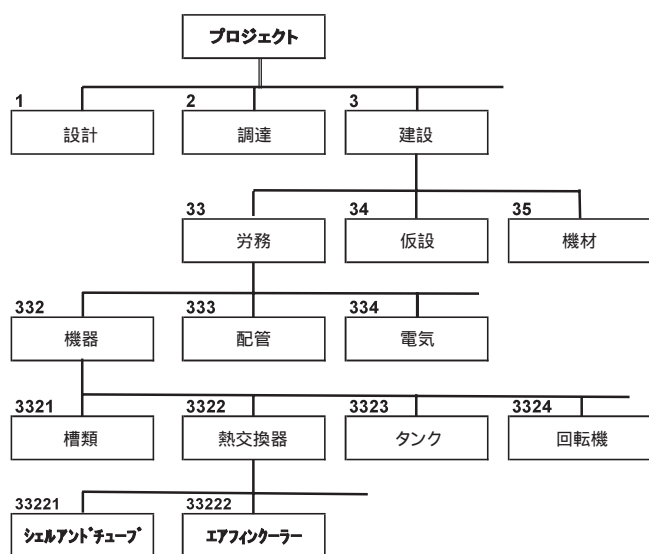 プロジェクト
1
設計
2
調達
3
建設
33
労務
34
仮設
35
機材
332
機器
333
配管
334
電気
3321
槽類
3322
熱交換器
3323
タンク
3324
回転機
33221
シェルアンドチューブ
33222
エアフィンクーラー